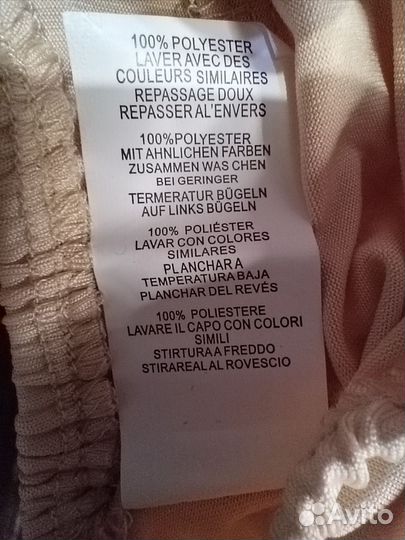 100% POLYESTER
LAVER AVEC DES
COULEURS SIMILAIRES
REPASSAGE DOUX
REPASSER AL'ENVERS
100%POLYESTER
MIT AHNLICHEN FARBEN
ZUSAMMEN WAS CHEN
BEI GERINGER
TERMERATUR BÜGELN
AUF LINKS BÜGELN
100% POLIÉSTER
LAVAR CON COLORES
SIMILARES
PLANCHAR A
TEMPERATURA BAJA
PLANCHAR DEL REVÉS
100% POLIESTERE
LAVARE IL CAPO CON COLORI
SIMILI
STIRTURA A FREDDO
STIRAREAL AL ROVESCIO
Avito